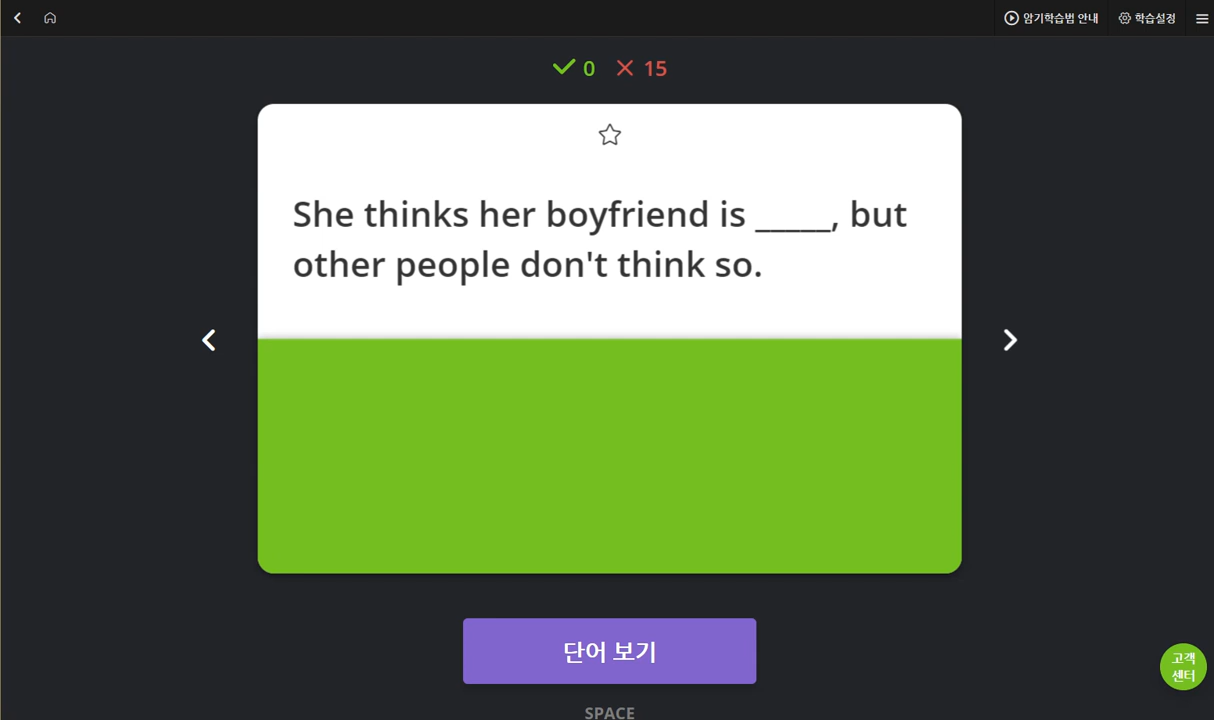 암기학습법 안내 학습설정
0 15
She thinks her boyfriend is _____, but
other people don't think so.
단어 보기
고객
센터
SPACE